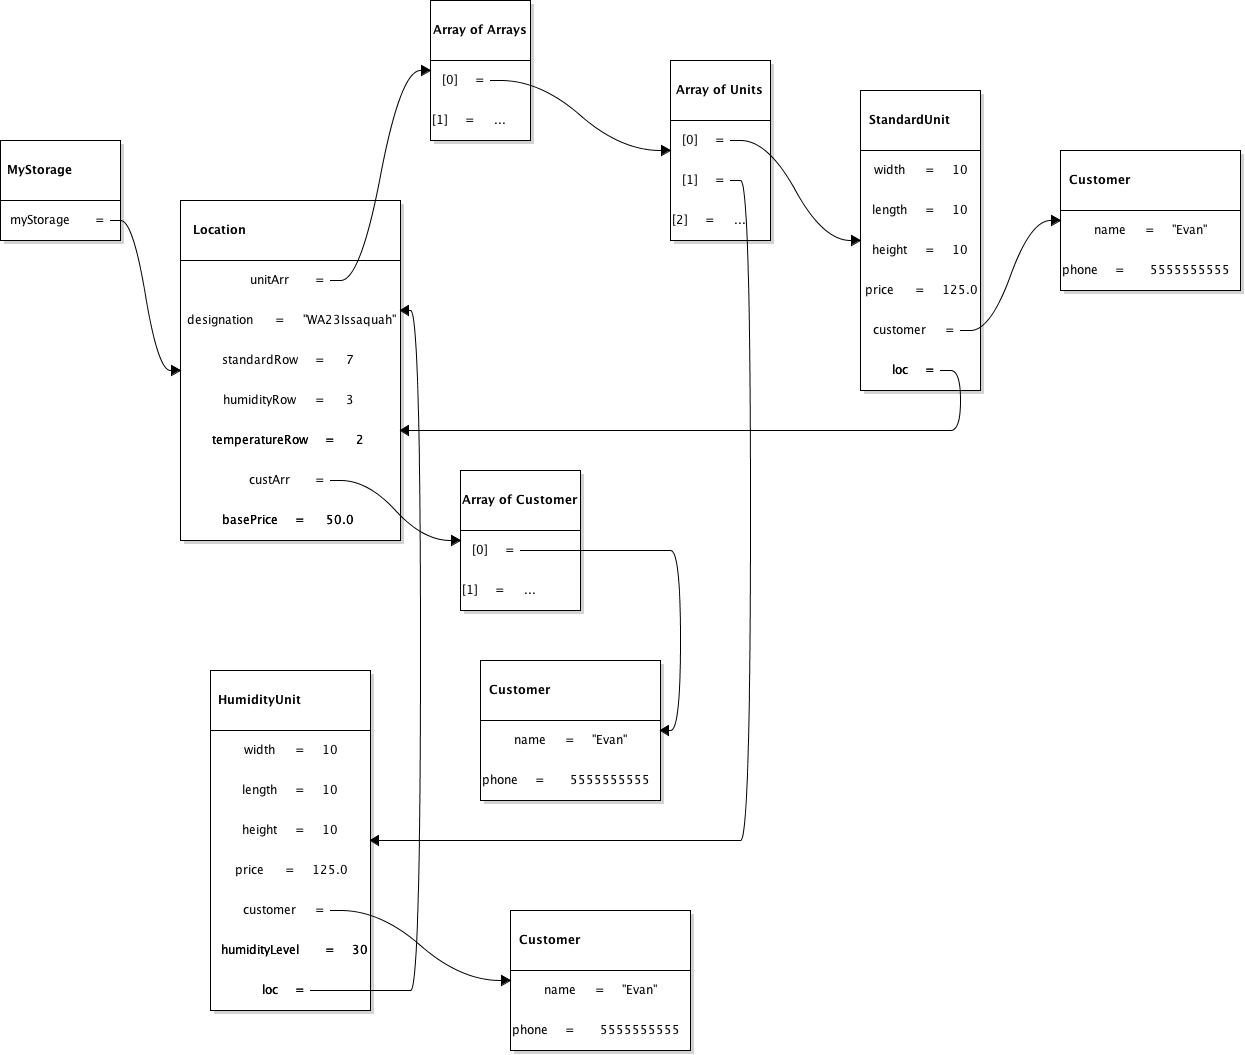 Array of Arrays
[0] =
[1] = ...
Array of Units
[0] =
[1] =
[2] = ...
StandardUnit
width = 10
length = 10
height = 10
price = 125.0
customer =
loc =
Customer
name = "Evan"
phone = 5555555555
MyStorage
myStorage =
Location
unitArr =
designation = "WA23Issaquah"
standardRow = 7
humidityRow = 3
temperatureRow = 2
custArr =
basePrice = 50.0
Array of Customer
[0] =
[1] = ...
Customer
name = "Evan"
phone = 5555555555
HumidityUnit
width = 10
length = 10
height = 10
price = 125.0
customer =
humidityLevel = 30
loc =
Customer
name = "Evan"
phone = 5555555555